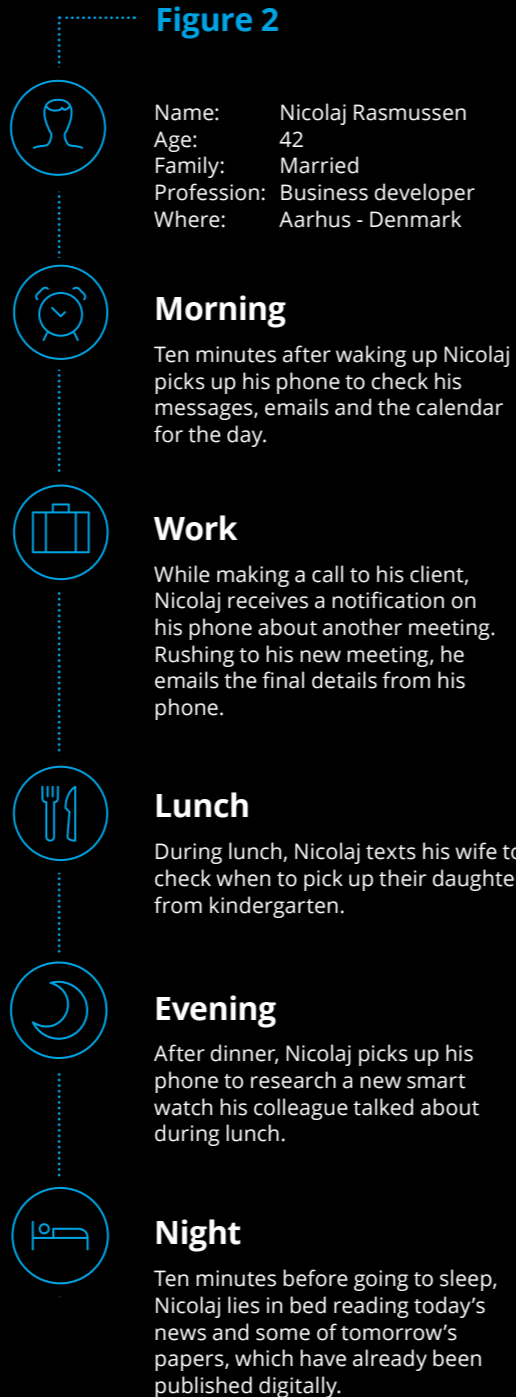 Figure 2
Name: Nicolaj Rasmussen
Age: 42
Family: Married
Profession: Business developer
Where: Aarhus - Denmark
Morning
Ten minutes after waking up Nicolaj
picks up his phone to check his
messages, emails and the calendar
for the day.
Work
While making a call to his client,
Nicolaj receives a notification on
his phone about another meeting.
Rushing to his new meeting, he
emails the final details from his
phone.
Lunch
During lunch, Nicolaj texts his wife to
check when to pick up their daughte
from kindergarten.
Evening
After dinner, Nicolaj picks up his
phone to research a new smart
watch his colleague talked about
during lunch.
Night
Ten minutes before going to sleep,
Nicolaj lies in bed reading today’s
news and some of tomorrow’s
papers, which have already been
published digitally.